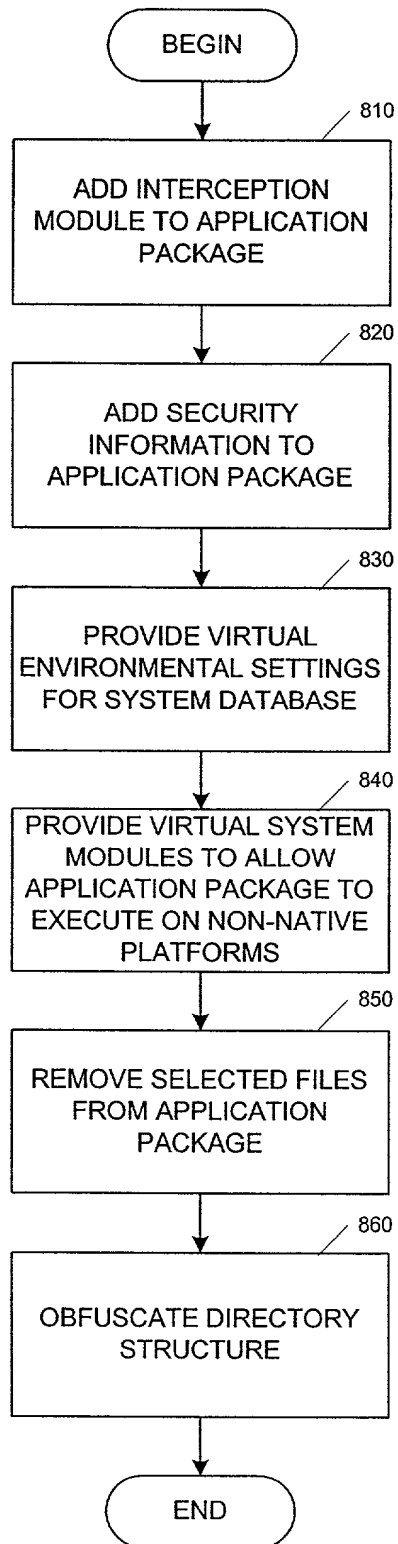 BEGIN
810
ADD INTERCEPTION
MODULE TO APPLICATION
PACKAGE
820
ADD SECURITY
INFORMATION TO
APPLICATION PACKAGE
830
PROVIDE VIRTUAL
ENVIRONMENTAL SETTINGS
FOR SYSTEM DATABASE
840
PROVIDE VIRTUAL SYSTEM
MODULES TO ALLOW
APPLICATION PACKAGE TO
EXECUTE ON NON-NATIVE
PLATFORMS
850
REMOVE SELECTED FILES
FROM APPLICATION
PACKAGE
860
OBFUSCATE DIRECTORY
STRUCTURE
END